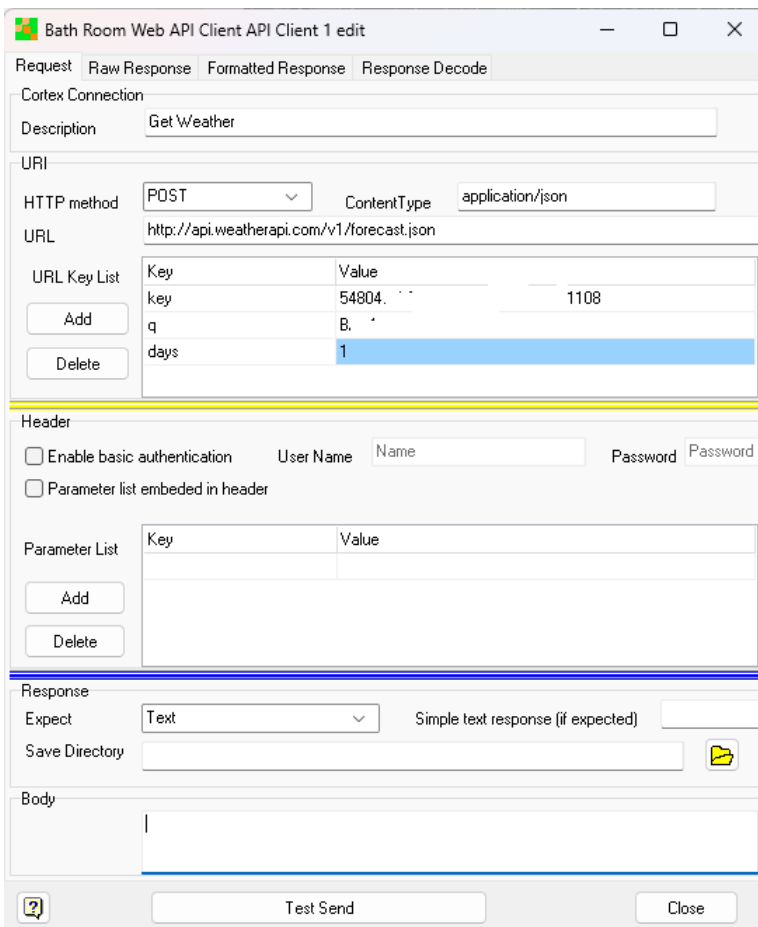 Bath Room Web API Client API Client 1 edit
Request Raw Response Formatted Response Response Decode
Cortex Connection
Description Get Weather
URI
HTTP method POST ContentType application/json
URL http://api.weatherapi.com/v1/forecast.json
URL Key List Key Value
key 54804. 1108
Add q B.
Delete days 1
Header
Enable basic authentication User Name Name Password Password
Parameter list embeded in header
Parameter List Key Value
Add
Delete
Response
Expect Text Simple text response (if expected)
Save Directory
Body
Test Send Close